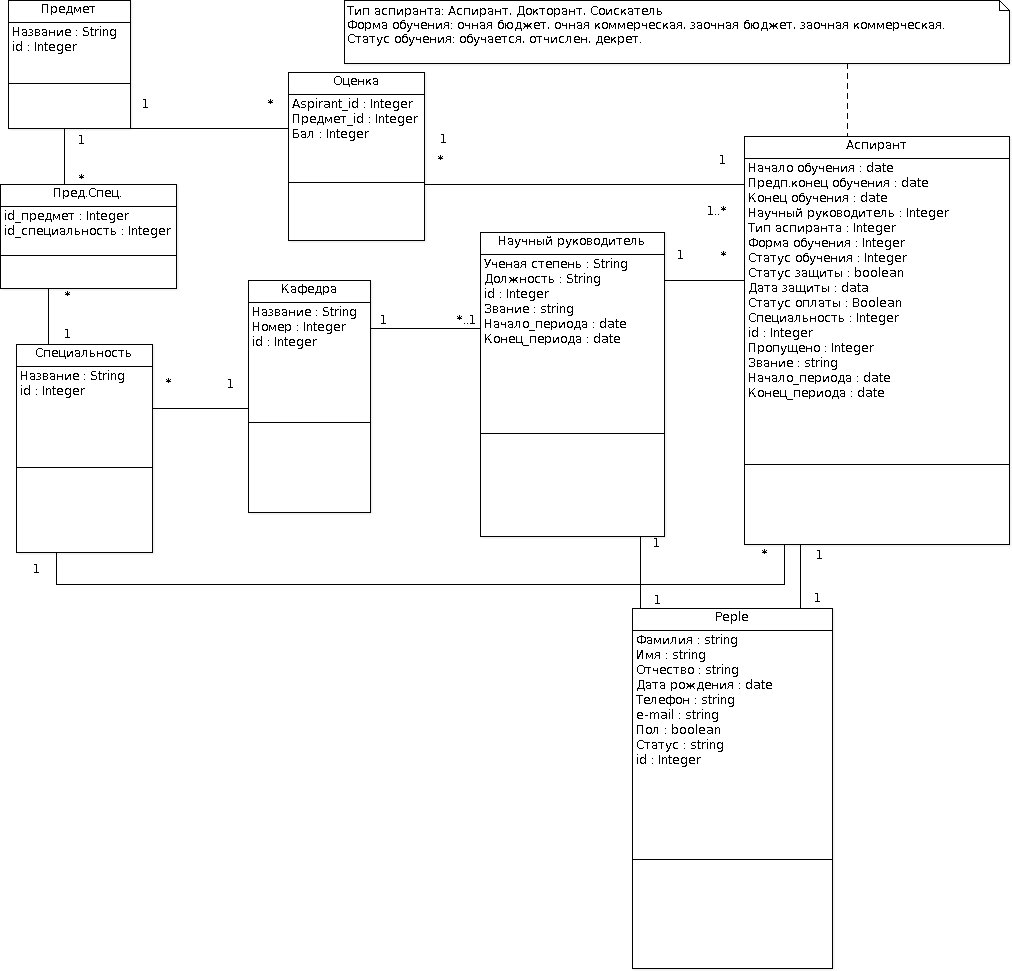 Предмет
Название : String
id : Integer
Тип аспиранта: Аспирант. Докторант. Соискатель
Форма обучения: очная бюджет. очная коммерческая. заочная бюджет. заочная коммерческая.
Статус обучения: обучается. отчислен. декрет.
1
*
Оценка
Aspirant_id : Integer
Предмет_id : Integer
Бал : Integer
1
*
1
1..*
1
*
Пред.Спец.
id_предмет : Integer
id_специальность : Integer
*
1
Аспирант
Начало обучения : date
Предп.конец обучения : date
Конец обучения : date
Научный руководитель : Integer
Тип аспиранта : Integer
Форма обучения : Integer
Статус обучения : Integer
Статус защиты : boolean
Дата защиты : data
Статус оплаты : Boolean
Специальность : Integer
id : Integer
Пропущено : Integer
Звание : string
Начало_периода : date
Конец_периода : date
Научный руководитель
Ученая степень : String
Должность : String
id : Integer
Звание : string
Начало_периода : date
Конец_периода : date
1
*
Кафедра
Название : String
Номер : Integer
id : Integer
1
*..1
Специальность
Название : String
id : Integer
*
1
1
*
1
1
1
1
Peple
Фамилия : string
Имя : string
Отчество : string
Дата рождения : date
Телефон : string
e-mail : string
Пол : boolean
Статус : string
id : Integer